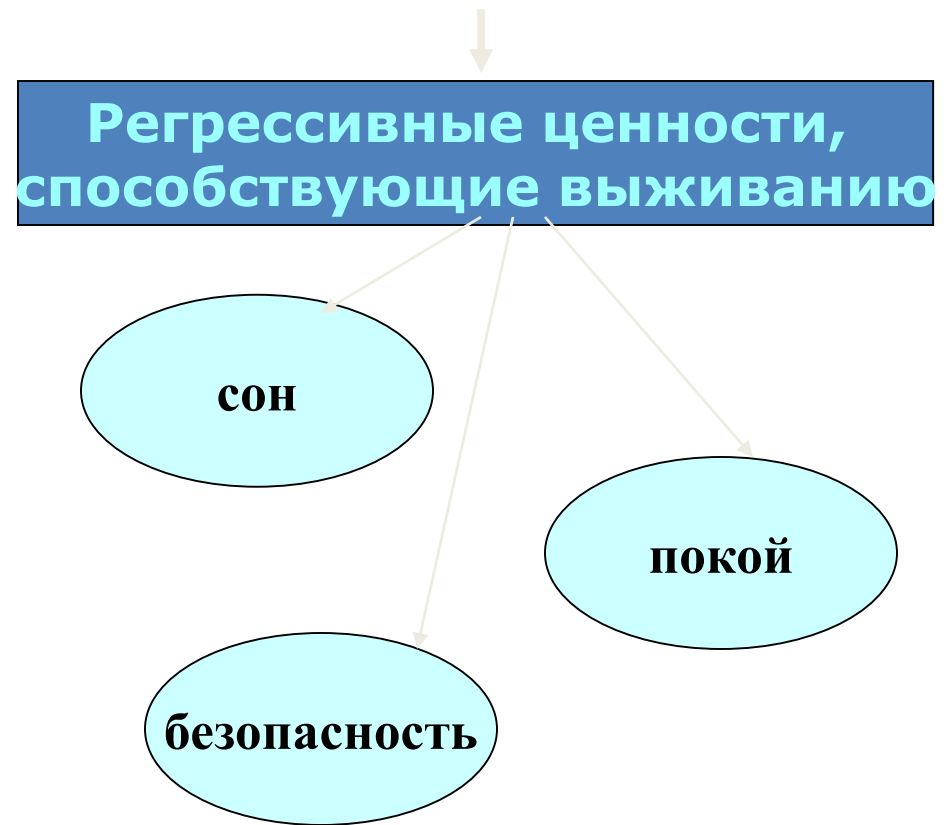 Регрессивные ценности,
способствующие выживанию
сон
покой
безопасность